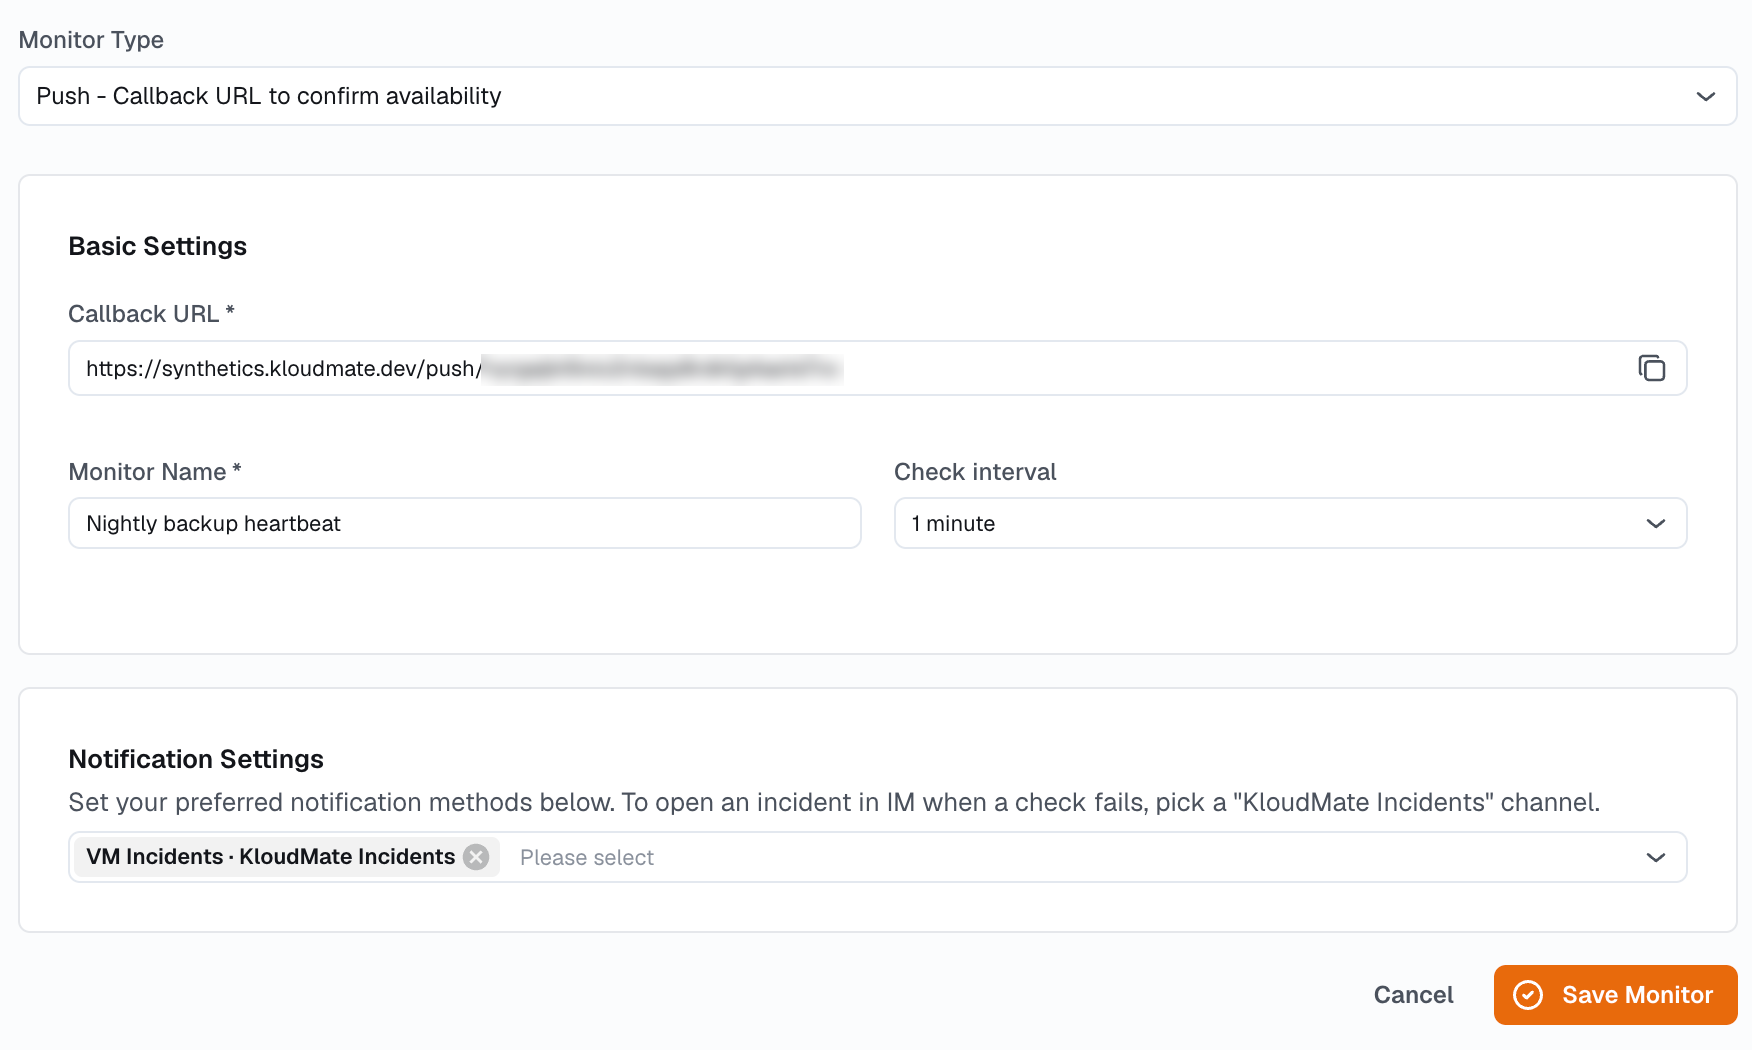 Monitor Type
Push - Callback URL to confirm availability
Basic Settings
Callback URL *
https://synthetics.kloudmate.dev/push/
Monitor Name *
Check interval
Nightly backup heartbeat
1 minute
Notification Settings
Set your preferred notification methods below. To open an incident in IM when a check fails, pick a "KloudMate Incidents" channel.
VM Incidents · KloudMate Incidents
Please select
Cancel
Save Monitor